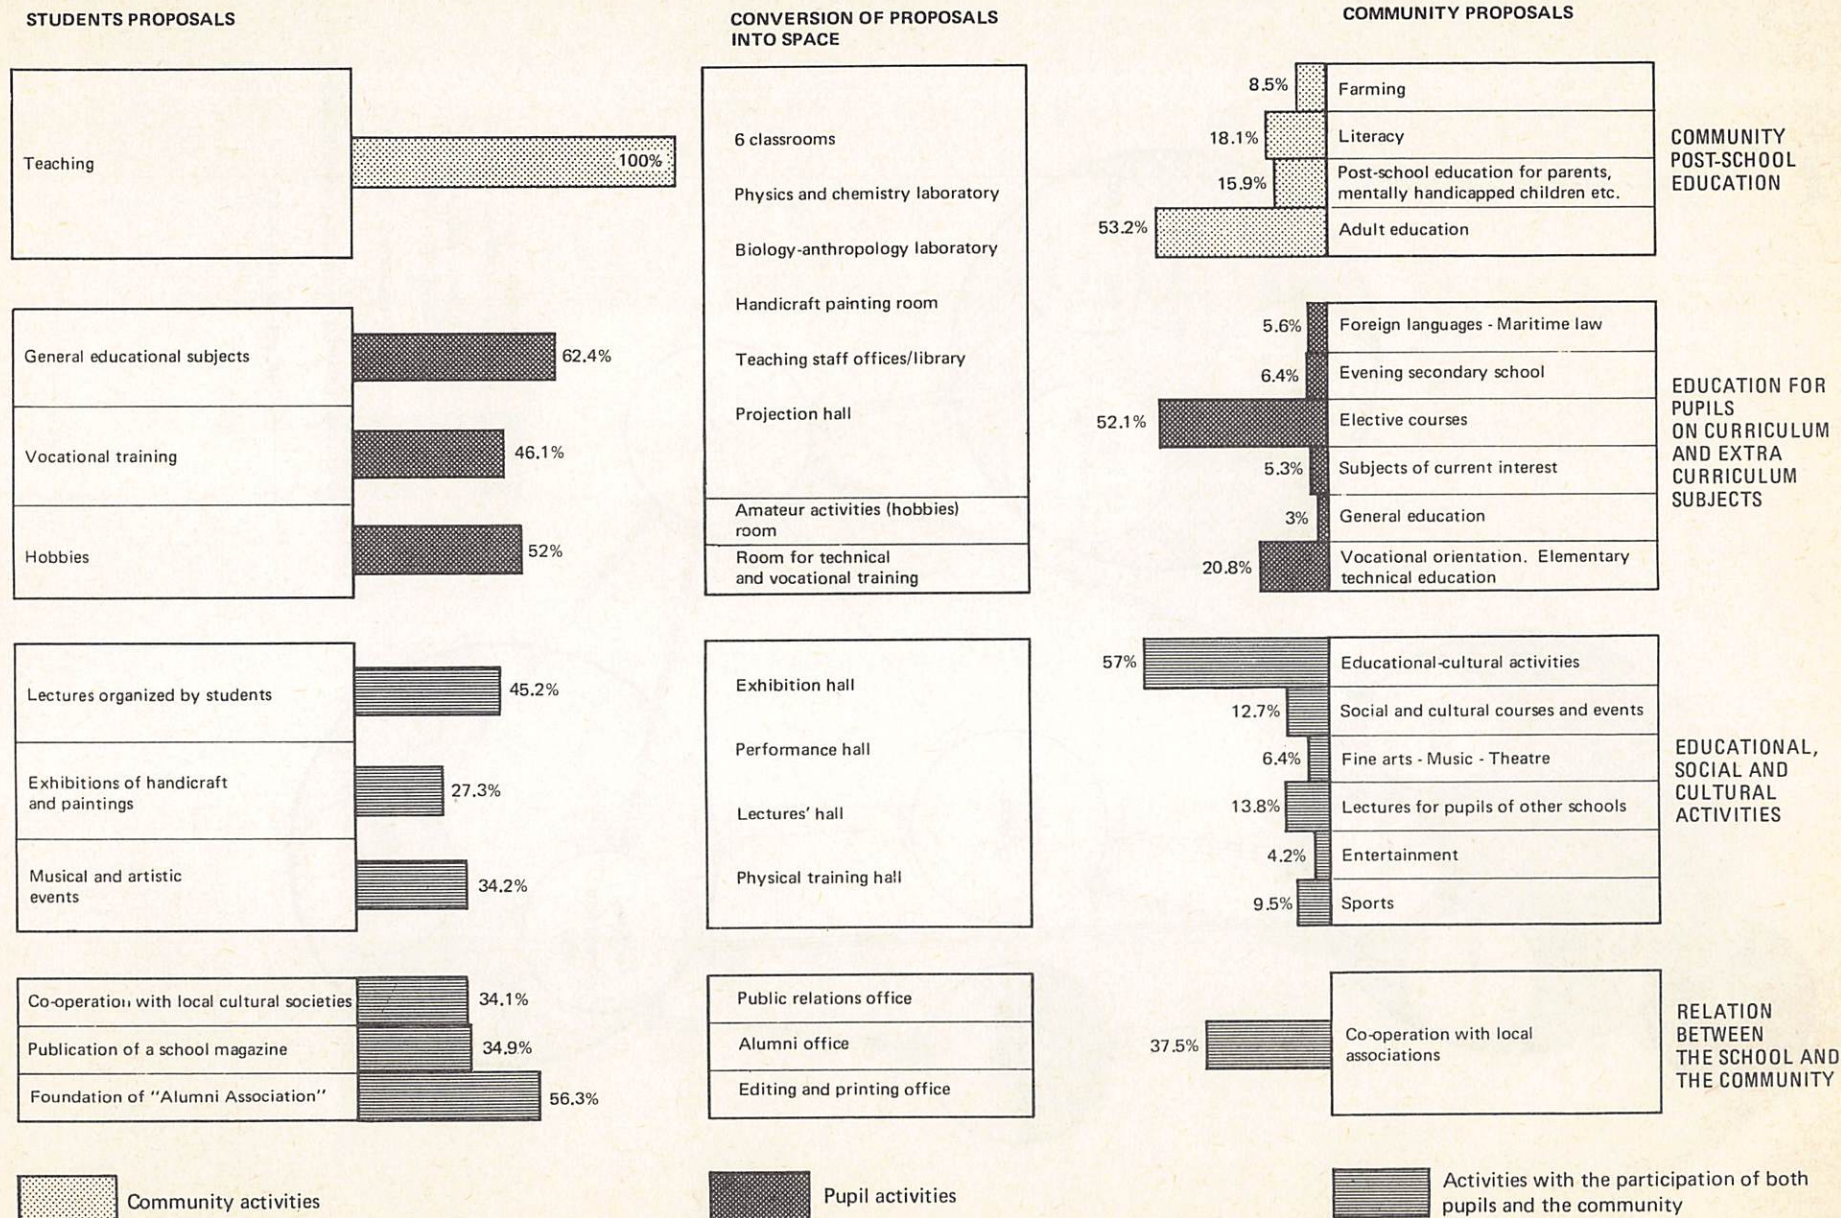 STUDENTS PROPOSALS
Teaching
100%
General educational subjects
62.4%
Vocational training
46.1%
Hobbies
52%
Lectures organized by students
45.2%
Exhibitions of handicraft
and paintings
27.3%
Musical and artistic
events
34.2%
Co-operation with local cultural societies
34.1%
Publication of a school magazine
34.9%
Foundation of "Alumni Association"
56.3%
CONVERSION OF PROPOSALS
INTO SPACE
6 classrooms
Physics and chemistry laboratory
Biology-anthropology laboratory
Handicraft painting room
Teaching staff offices/library
Projection hall
Amateur activities (hobbies)
room
Room for technical
and vocational training
Exhibition hall
Performance hall
Lectures' hall
Physical training hall
Public relations office
Alumni office
Editing and printing office
COMMUNITY PROPOSALS
8.5%
Farming
18.1%
Literacy
15.9%
Post-school education for parents,
mentally handicapped children etc.
53.2%
Adult education
COMMUNITY
POST-SCHOOL
EDUCATION
5.6%
Foreign languages - Maritime law
6.4%
Evening secondary school
52.1%
Elective courses
5.3%
Subjects of current interest
3%
General education
20.8%
Vocational orientation. Elementary
technical education
EDUCATION FOR
PUPILS
ON CURRICULUM
AND EXTRA
CURRICULUM
SUBJECTS
57%
Educational-cultural activities
12.7%
Social and cultural courses and events
6.4%
Fine arts - Music - Theatre
13.8%
Lectures for pupils of other schools
4.2%
Entertainment
9.5%
Sports
EDUCATIONAL,
SOCIAL AND
CULTURAL
ACTIVITIES
37.5%
Co-operation with local
associations
RELATION
BETWEEN
THE SCHOOL AND
THE COMMUNITY
Community activities
Pupil activities
Activities with the participation of both
pupils and the community